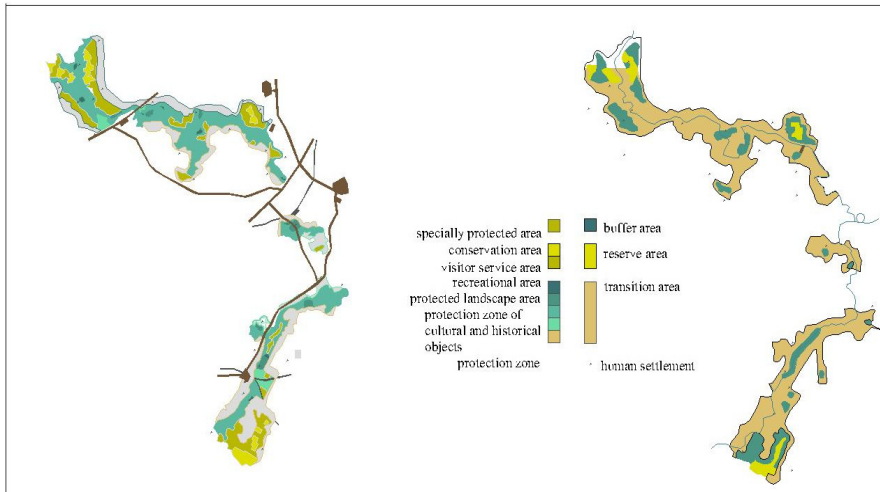 specially protected area
conservation area
visitor service area
recreational area
protected landscape area
protection zone of
cultural and historical
objects
protection zone
buffer area
reserve area
transition area
human settlement